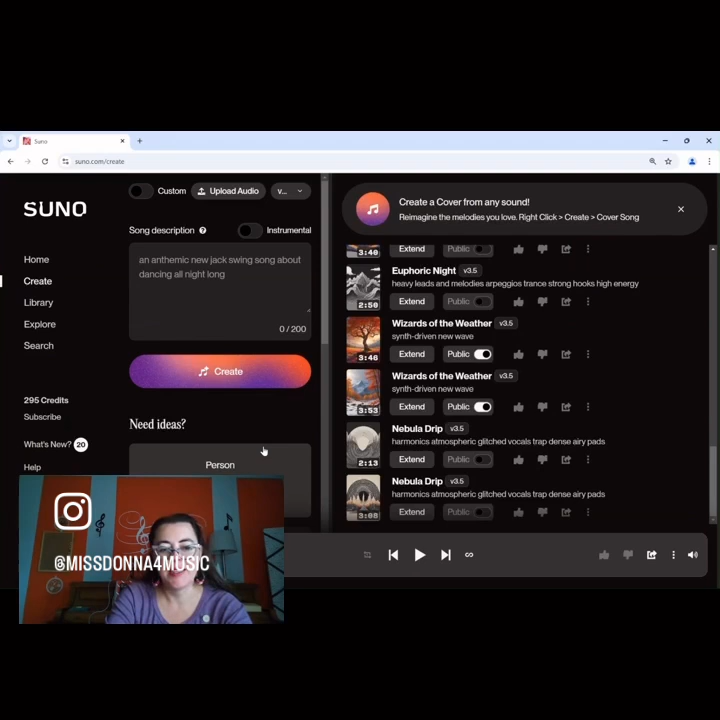 Suno
suno.com/create
SUNO
Home
Create
Library
Explore
Search
295 Credits
Subscribe
What's New? 20
Help
Custom
Upload Audio
v...
Song description
Instrumental
an anthemic new jack swing song about
dancing all night long
0 / 200
Create
Need ideas?
Person
@MISSDONNA4MUSIC
Create a Cover from any sound!
Reimagine the melodies you love. Right Click > Create > Cover Song
3:40
Extend
Public
Euphoric Night v3.5
heavy leads and melodies arpeggios trance strong hooks high energy
2:50
Extend
Public
Wizards of the Weather v3.5
synth-driven new wave
3:46
Extend
Public
Wizards of the Weather v3.5
synth-driven new wave
3:53
Extend
Public
Nebula Drip v3.5
harmonics atmospheric glitched vocals trap dense airy pads
2:13
Extend
Public
Nebula Drip v3.5
harmonics atmospheric glitched vocals trap dense airy pads
3:08
Extend
Public